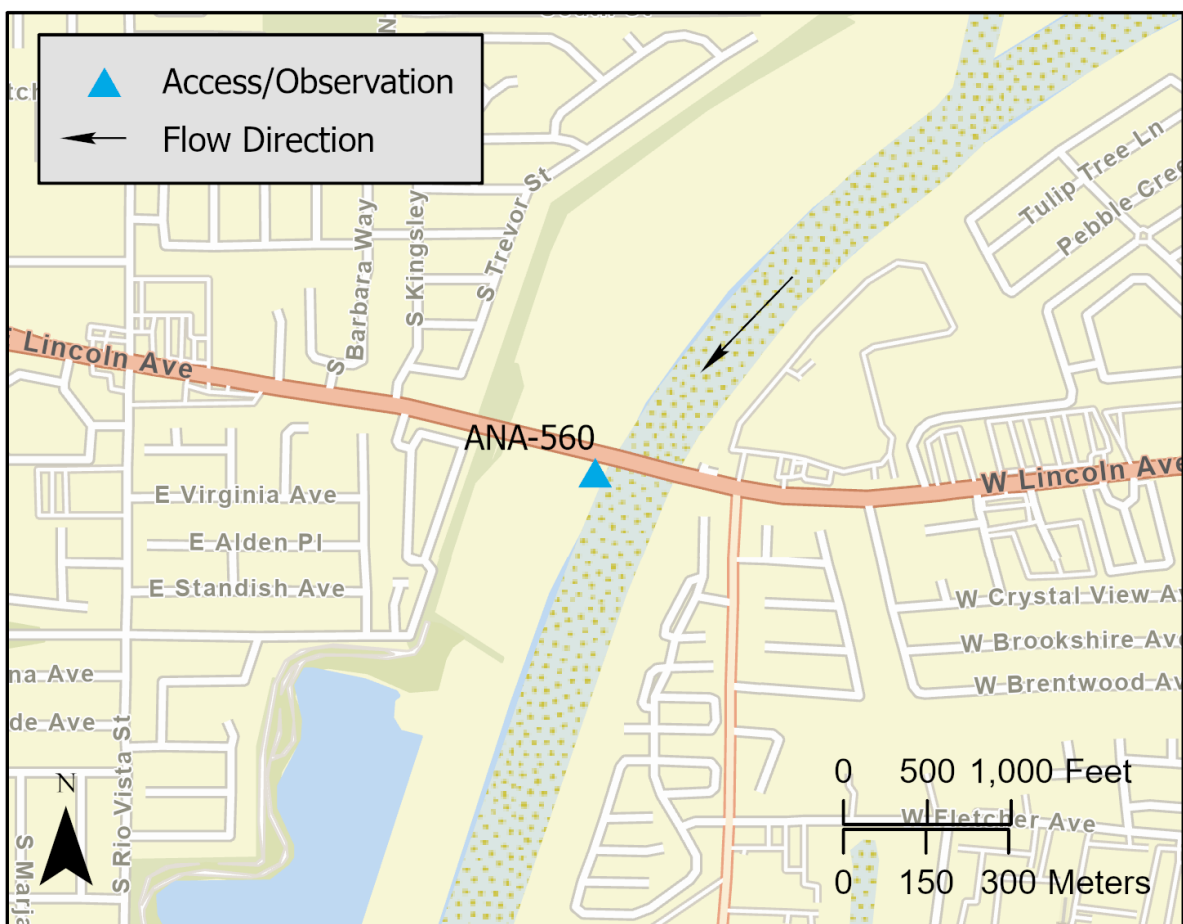 Access/Observation
Flow Direction
S Barbara Way
S Kingsley
S Trevor St
Tulip Tree Ln
Pebble Cree
E Lincoln Ave
ANA-560
W Lincoln Ave
E Virginia Ave
E Alden Pl
E Standish Ave
W Crystal View Av
W Brookshire Ave
W Brentwood Av
na Ave
de Ave
S Rio Vista St
S Marja
N
W Fletcher Ave
0 500 1,000 Feet
0 150 300 Meters